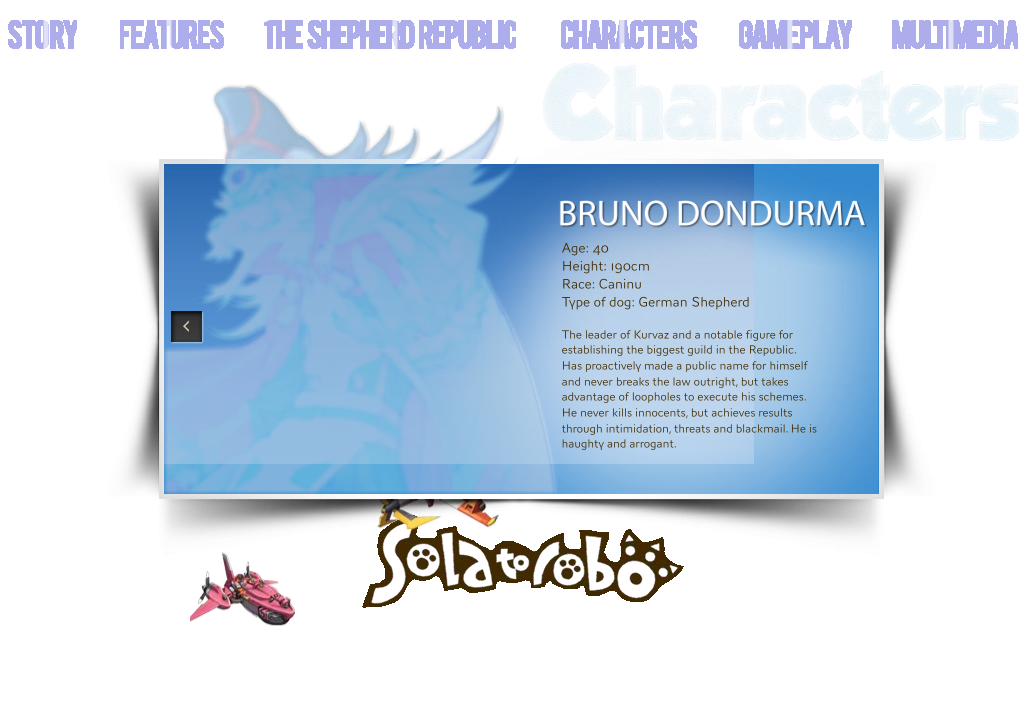 STORY FEATURES THE SHEPHERD REPUBLIC CHARACTERS GAMEPLAY MULTIMEDIA
Characters
BRUNO DONDURMA
Age: 40
Height: 190cm
Race: Caninu
Type of dog: German Shepherd
The leader of Kurvaz and a notable figure for
establishing the biggest guild in the Republic.
Has proactively made a public name for himself
and never breaks the law outright, but takes
advantage of loopholes to execute his schemes.
He never kills innocents, but achieves results
through intimidation, threats and blackmail. He is
haughty and arrogant.
Solatorobo